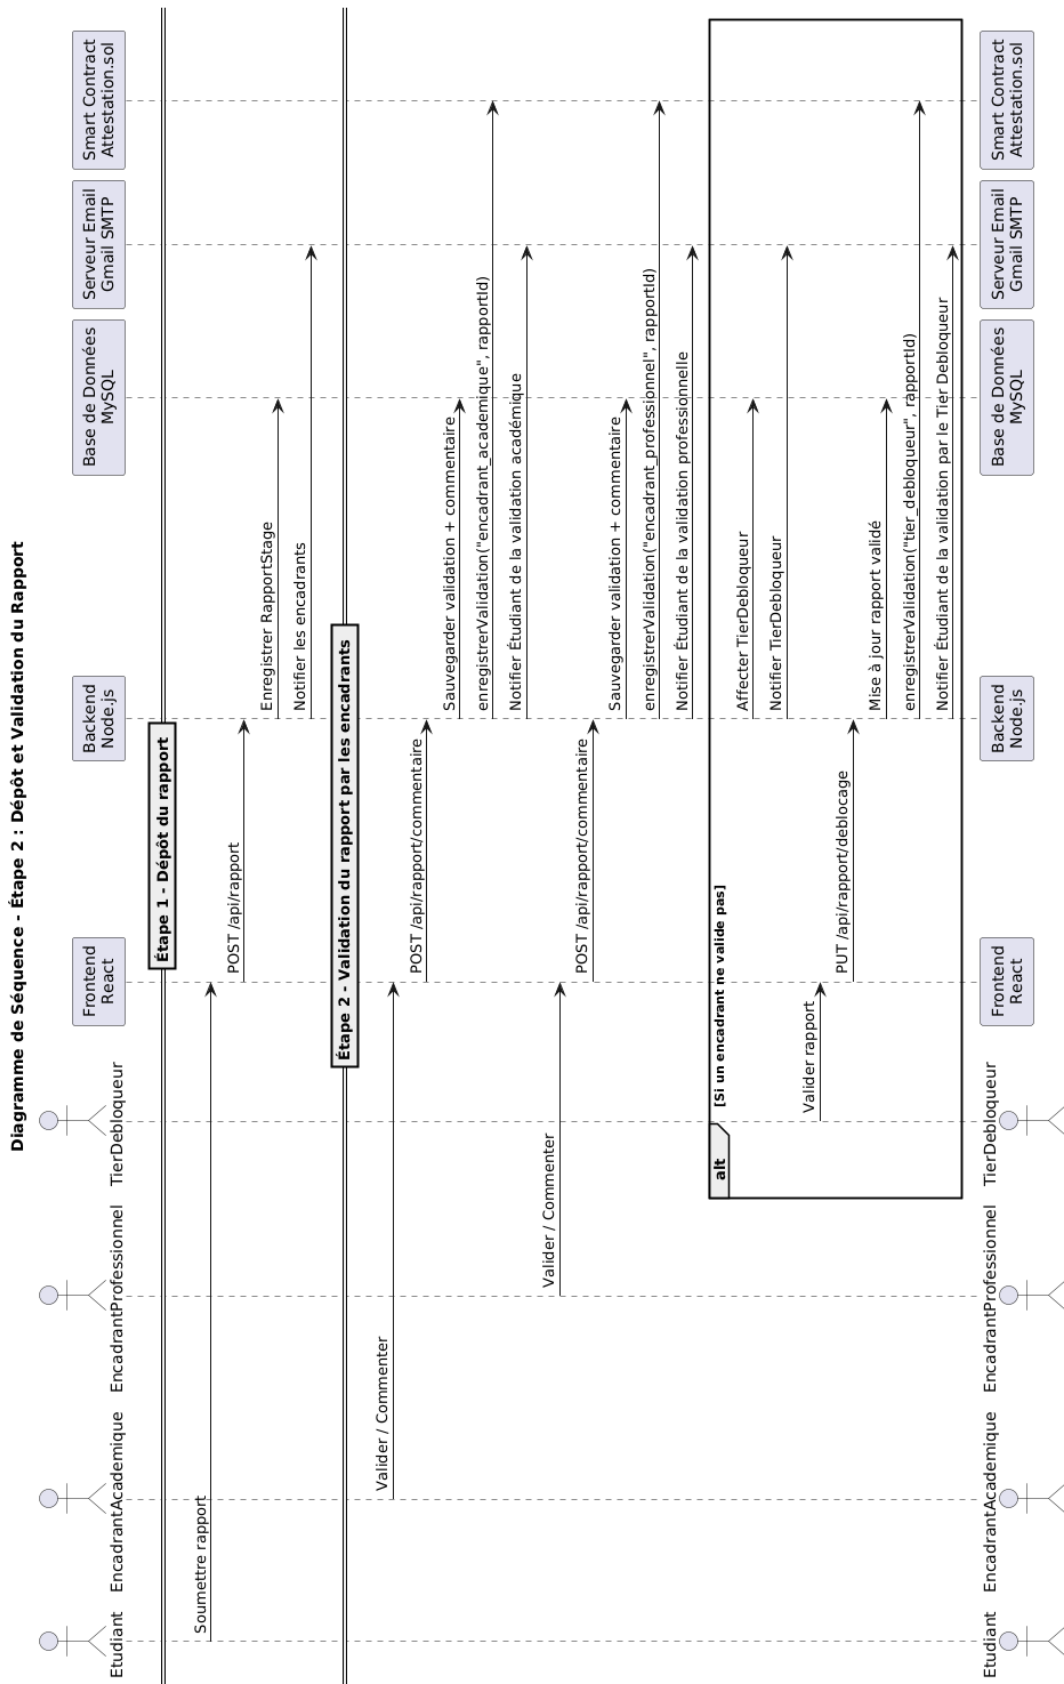 Diagramme de Séquence - Étape 2 : Dépôt et Validation du Rapport
Etudiant
EncadrantAcademique
EncadrantProfessionnel
TierDebloqueur
Frontend
React
Backend
Node.js
Base de Données
MySQL
Serveur Email
Gmail SMTP
Smart Contract
Attestation.sol
Étape 1 - Dépôt du rapport
Soumettre rapport
POST /api/rapport
Enregistrer RapportStage
Notifier les encadrants
Étape 2 - Validation du rapport par les encadrants
Valider / Commenter
POST /api/rapport/commentaire
Sauvegarder validation + commentaire
enregistrerValidation("encadrant_academique", rapportId)
Notifier Étudiant de la validation académique
Valider / Commenter
POST /api/rapport/commentaire
Sauvegarder validation + commentaire
enregistrerValidation("encadrant_professionnel", rapportId)
Notifier Étudiant de la validation professionnelle
alt
[Si un encadrant ne valide pas]
Affecter TierDebloqueur
Notifier TierDebloqueur
Valider rapport
PUT /api/rapport/deblocage
Mise à jour rapport validé
enregistrerValidation("tier_debloqueur", rapportId)
Notifier Étudiant de la validation par le Tier Debloqueur
Etudiant
EncadrantAcademique
EncadrantProfessionnel
TierDebloqueur
Frontend
React
Backend
Node.js
Base de Données
MySQL
Serveur Email
Gmail SMTP
Smart Contract
Attestation.sol